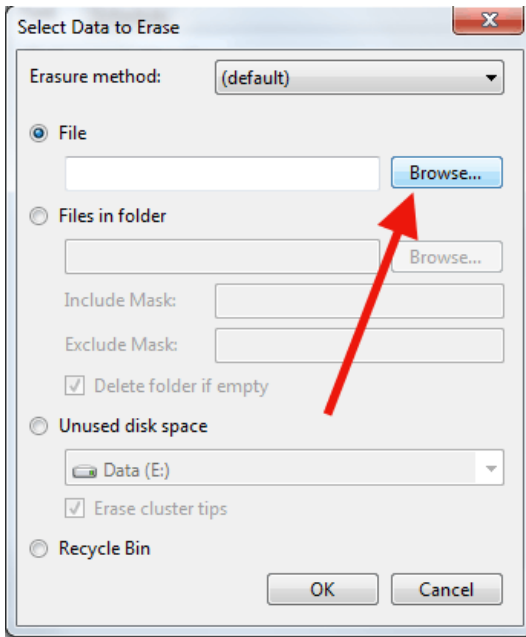 Select Data to Erase
Erasure method: (default)
File
Browse...
Files in folder
Browse...
Include Mask:
Exclude Mask:
Delete folder if empty
Unused disk space
Data (E:)
Erase cluster tips
Recycle Bin
OK Cancel